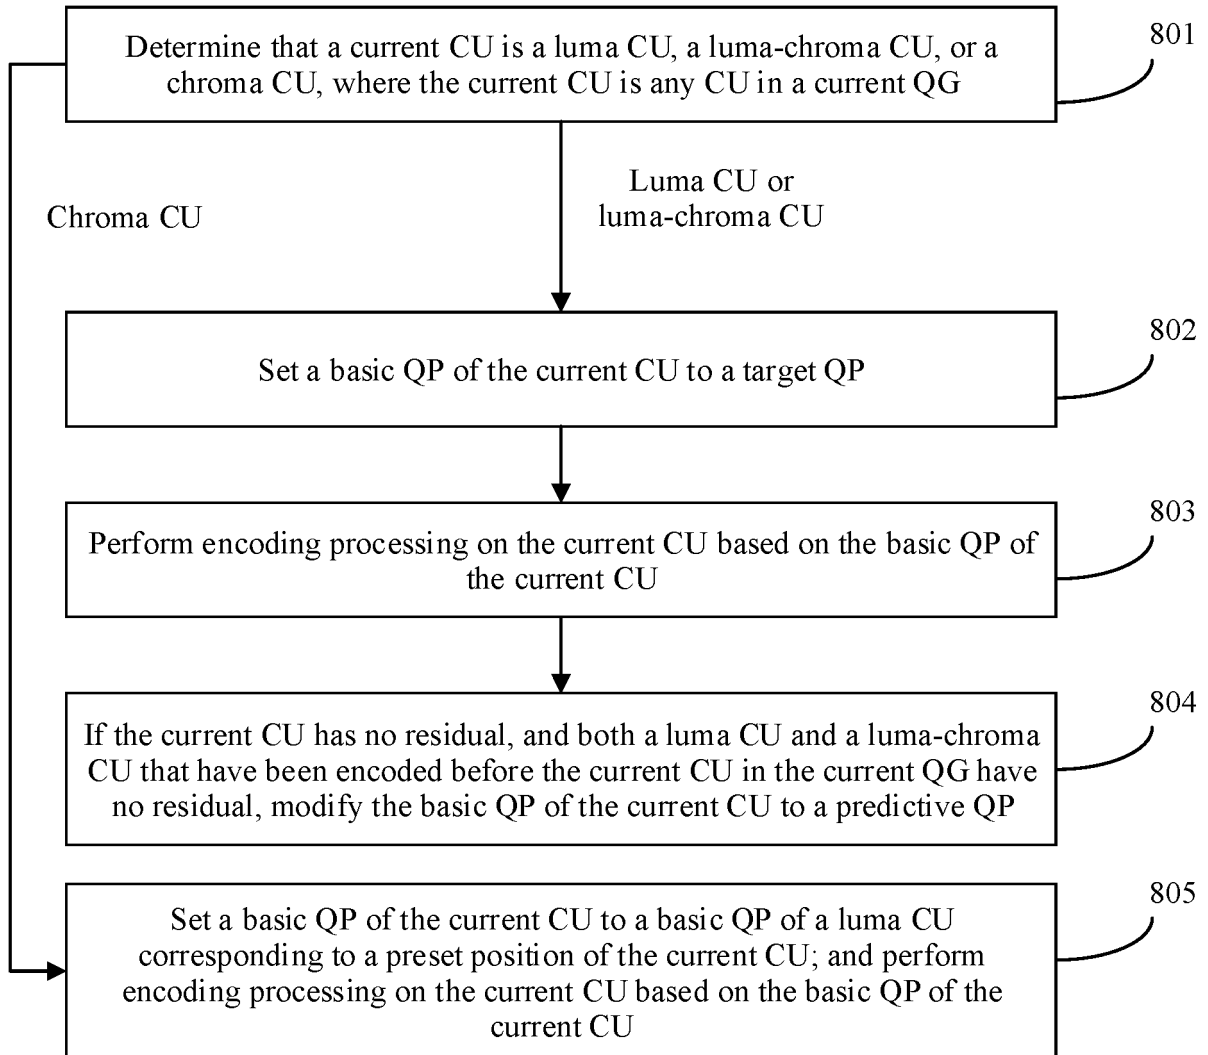 Determine that a current CU is a luma CU, a luma-chroma CU, or a
chroma CU, where the current CU is any CU in a current QG
801
Chroma CU
Luma CU or
luma-chroma CU
802
Set a basic QP of the current CU to a target QP
803
Perform encoding processing on the current CU based on the basic QP of
the current CU
804
If the current CU has no residual, and both a luma CU and a luma-chroma
CU that have been encoded before the current CU in the current QG have
no residual, modify the basic QP of the current CU to a predictive QP
805
Set a basic QP of the current CU to a basic QP of a luma CU
corresponding to a preset position of the current CU; and perform
encoding processing on the current CU based on the basic QP of the
current CU